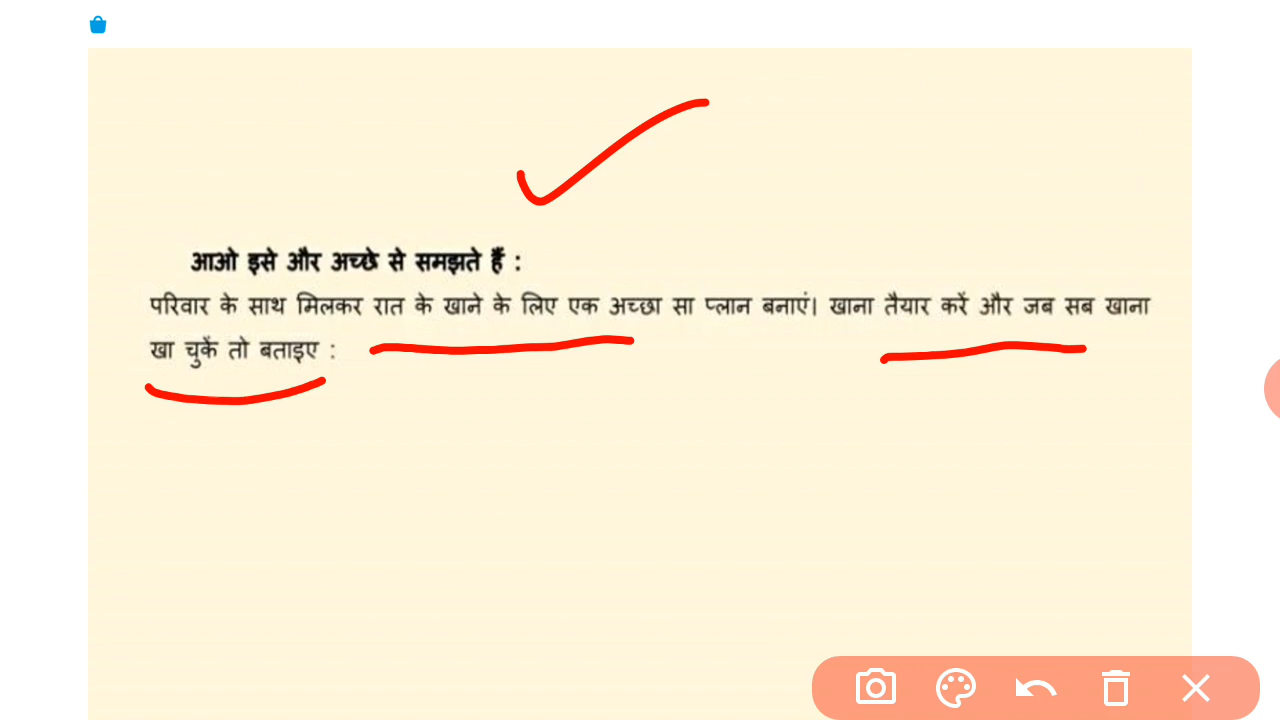 आओ इसे और अच्छे से समझते हैं :
परिवार के साथ मिलकर रात के खाने के लिए एक अच्छा सा प्लान बनाएं। खाना तैयार करें और जब सब खाना
खा चुकें तो बताइए :